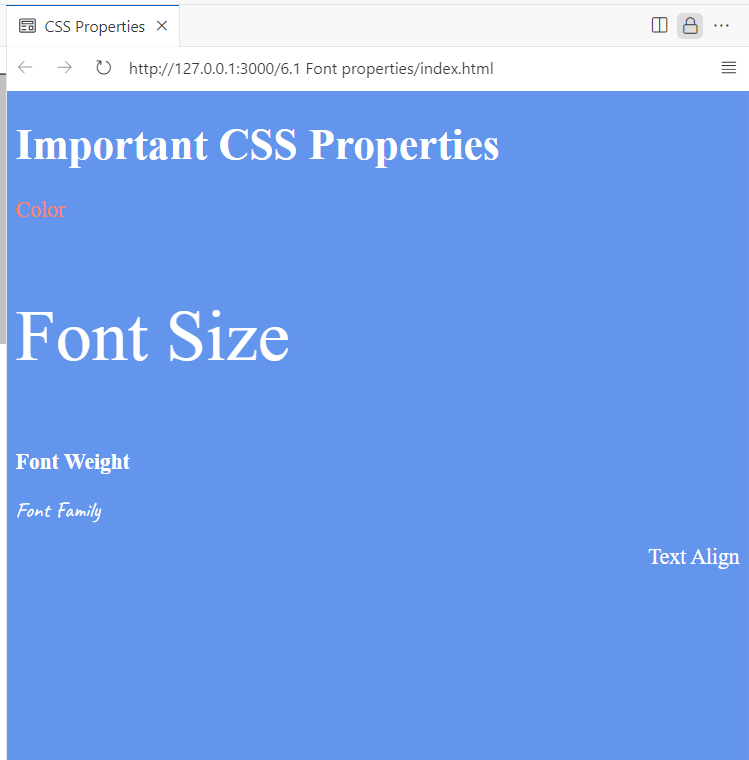 CSS Properties
http://127.0.0.1:3000/6.1 Font properties/index.html
Important CSS Properties
Color
Font Size
Font Weight
Font Family
Text Align